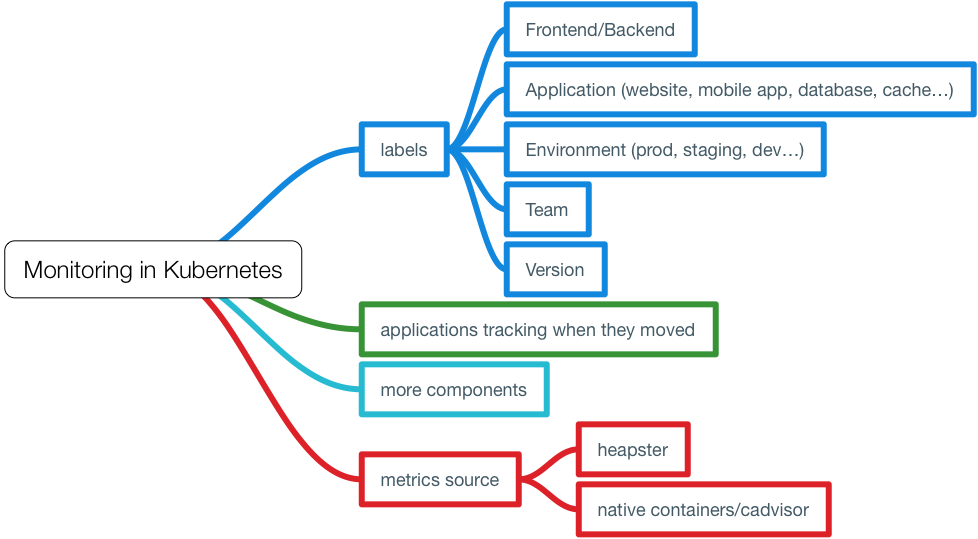 Monitoring in Kubernetes
labels
Frontend/Backend
Application (website, mobile app, database, cache…)
Environment (prod, staging, dev…)
Team
Version
applications tracking when they moved
more components
metrics source
heapster
native containers/cadvisor